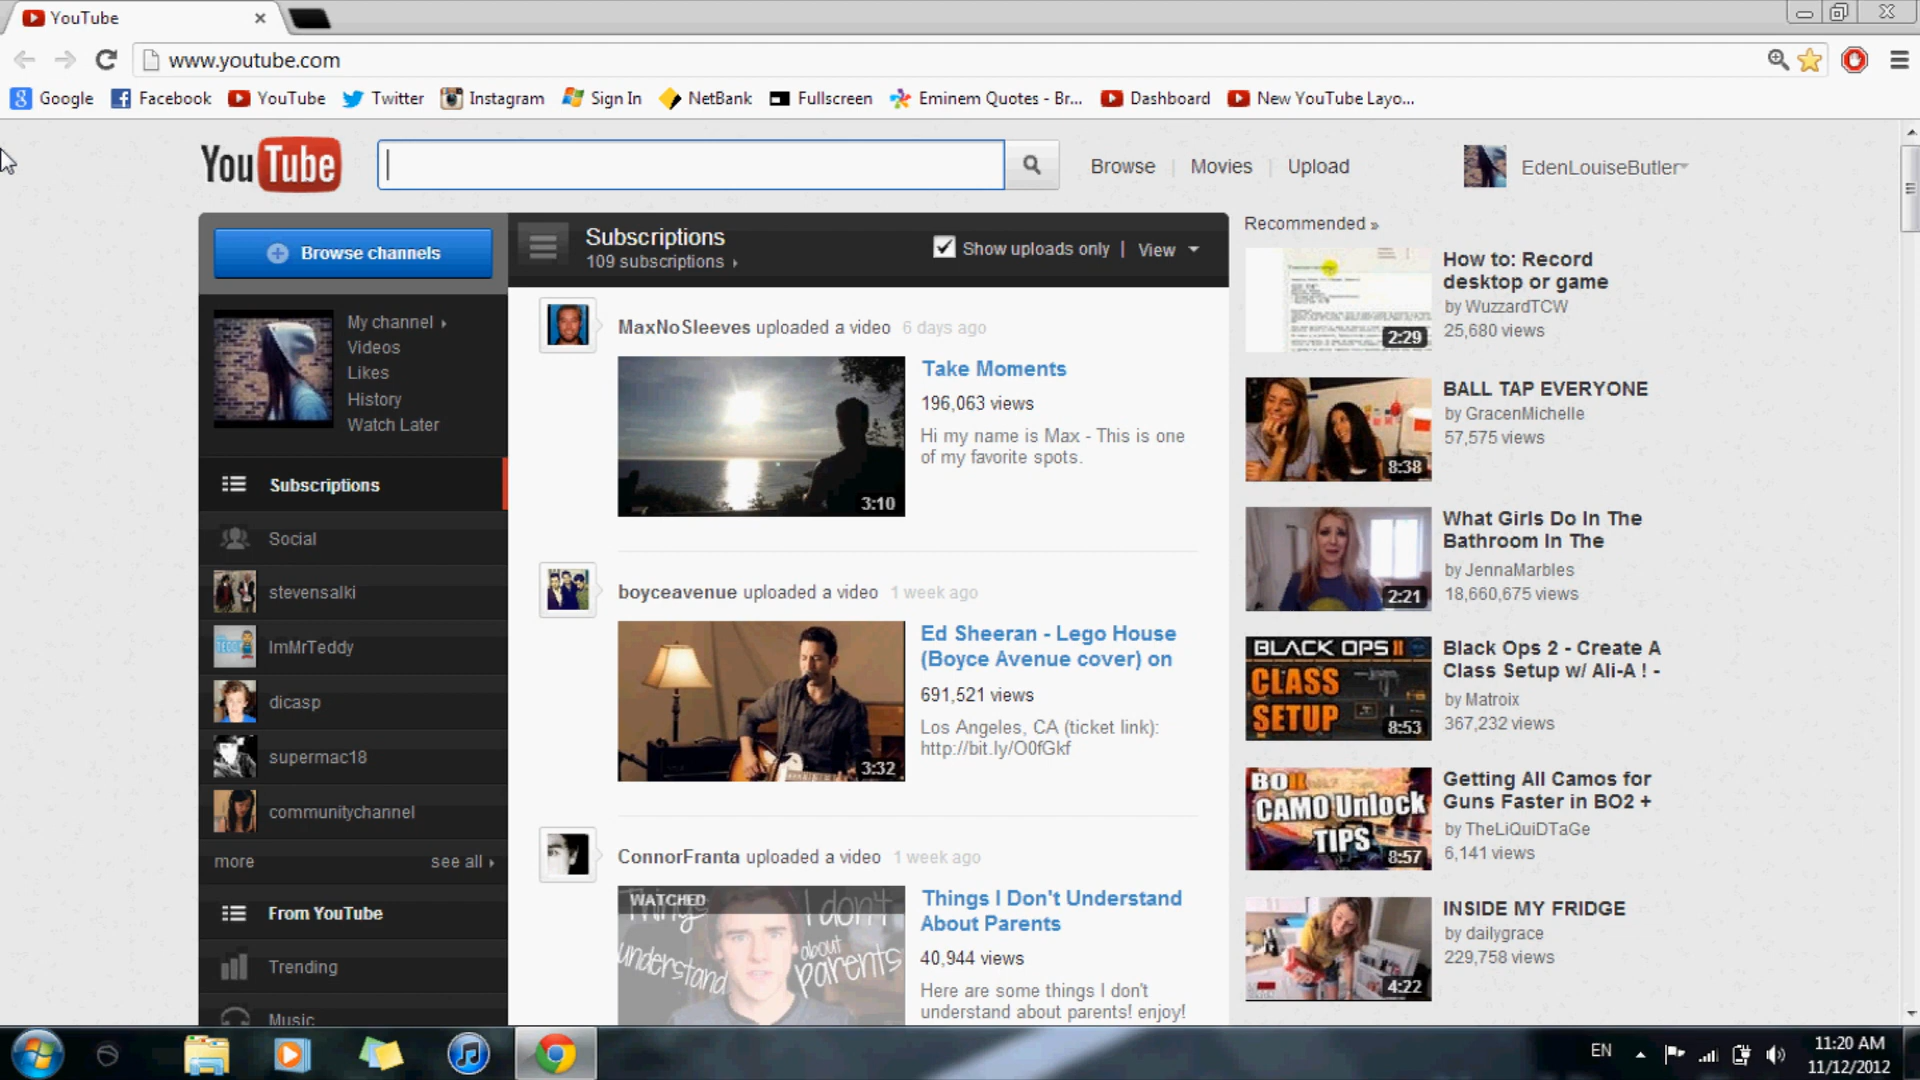 YouTube
www.youtube.com
Google Facebook YouTube Twitter Instagram Sign In NetBank Fullscreen Eminem Quotes - Br... Dashboard New YouTube Layo...
YouTube
Browse | Movies | Upload
EdenLouiseButler
Browse channels
My channel
Videos
Likes
History
Watch Later
Subscriptions
Social
stevensalki
ImMrTeddy
dicasp
supermac18
communitychannel
more see all
From YouTube
Trending
Music
Subscriptions
109 subscriptions
Show uploads only | View
MaxNoSleeves uploaded a video 6 days ago
3:10
Take Moments
196,063 views
Hi my name is Max - This is one
of my favorite spots.
boyceavenue uploaded a video 1 week ago
3:32
Ed Sheeran - Lego House
(Boyce Avenue cover) on
691,521 views
Los Angeles, CA (ticket link):
http://bit.ly/O0fGkf
ConnorFranta uploaded a video 1 week ago
WATCHED
Things I don't
understand about parents
Things I Don't Understand
About Parents
40,944 views
Here are some things I don't
understand about parents! enjoy!
Recommended »
2:29
How to: Record
desktop or game
by WuzzardTCW
25,680 views
8:38
BALL TAP EVERYONE
by GracenMichelle
57,575 views
2:21
What Girls Do In The
Bathroom In The
by JennaMarbles
18,660,675 views
BLACK OPS II
CLASS
SETUP
8:53
Black Ops 2 - Create A
Class Setup w/ Ali-A ! -
by Matroix
367,232 views
BO II
CAMO Unlock
TIPS
8:57
Getting All Camos for
Guns Faster in BO2 +
by TheLiQuiDTaGe
6,141 views
4:22
INSIDE MY FRIDGE
by dailygrace
229,758 views
EN
11:20 AM
11/12/2012